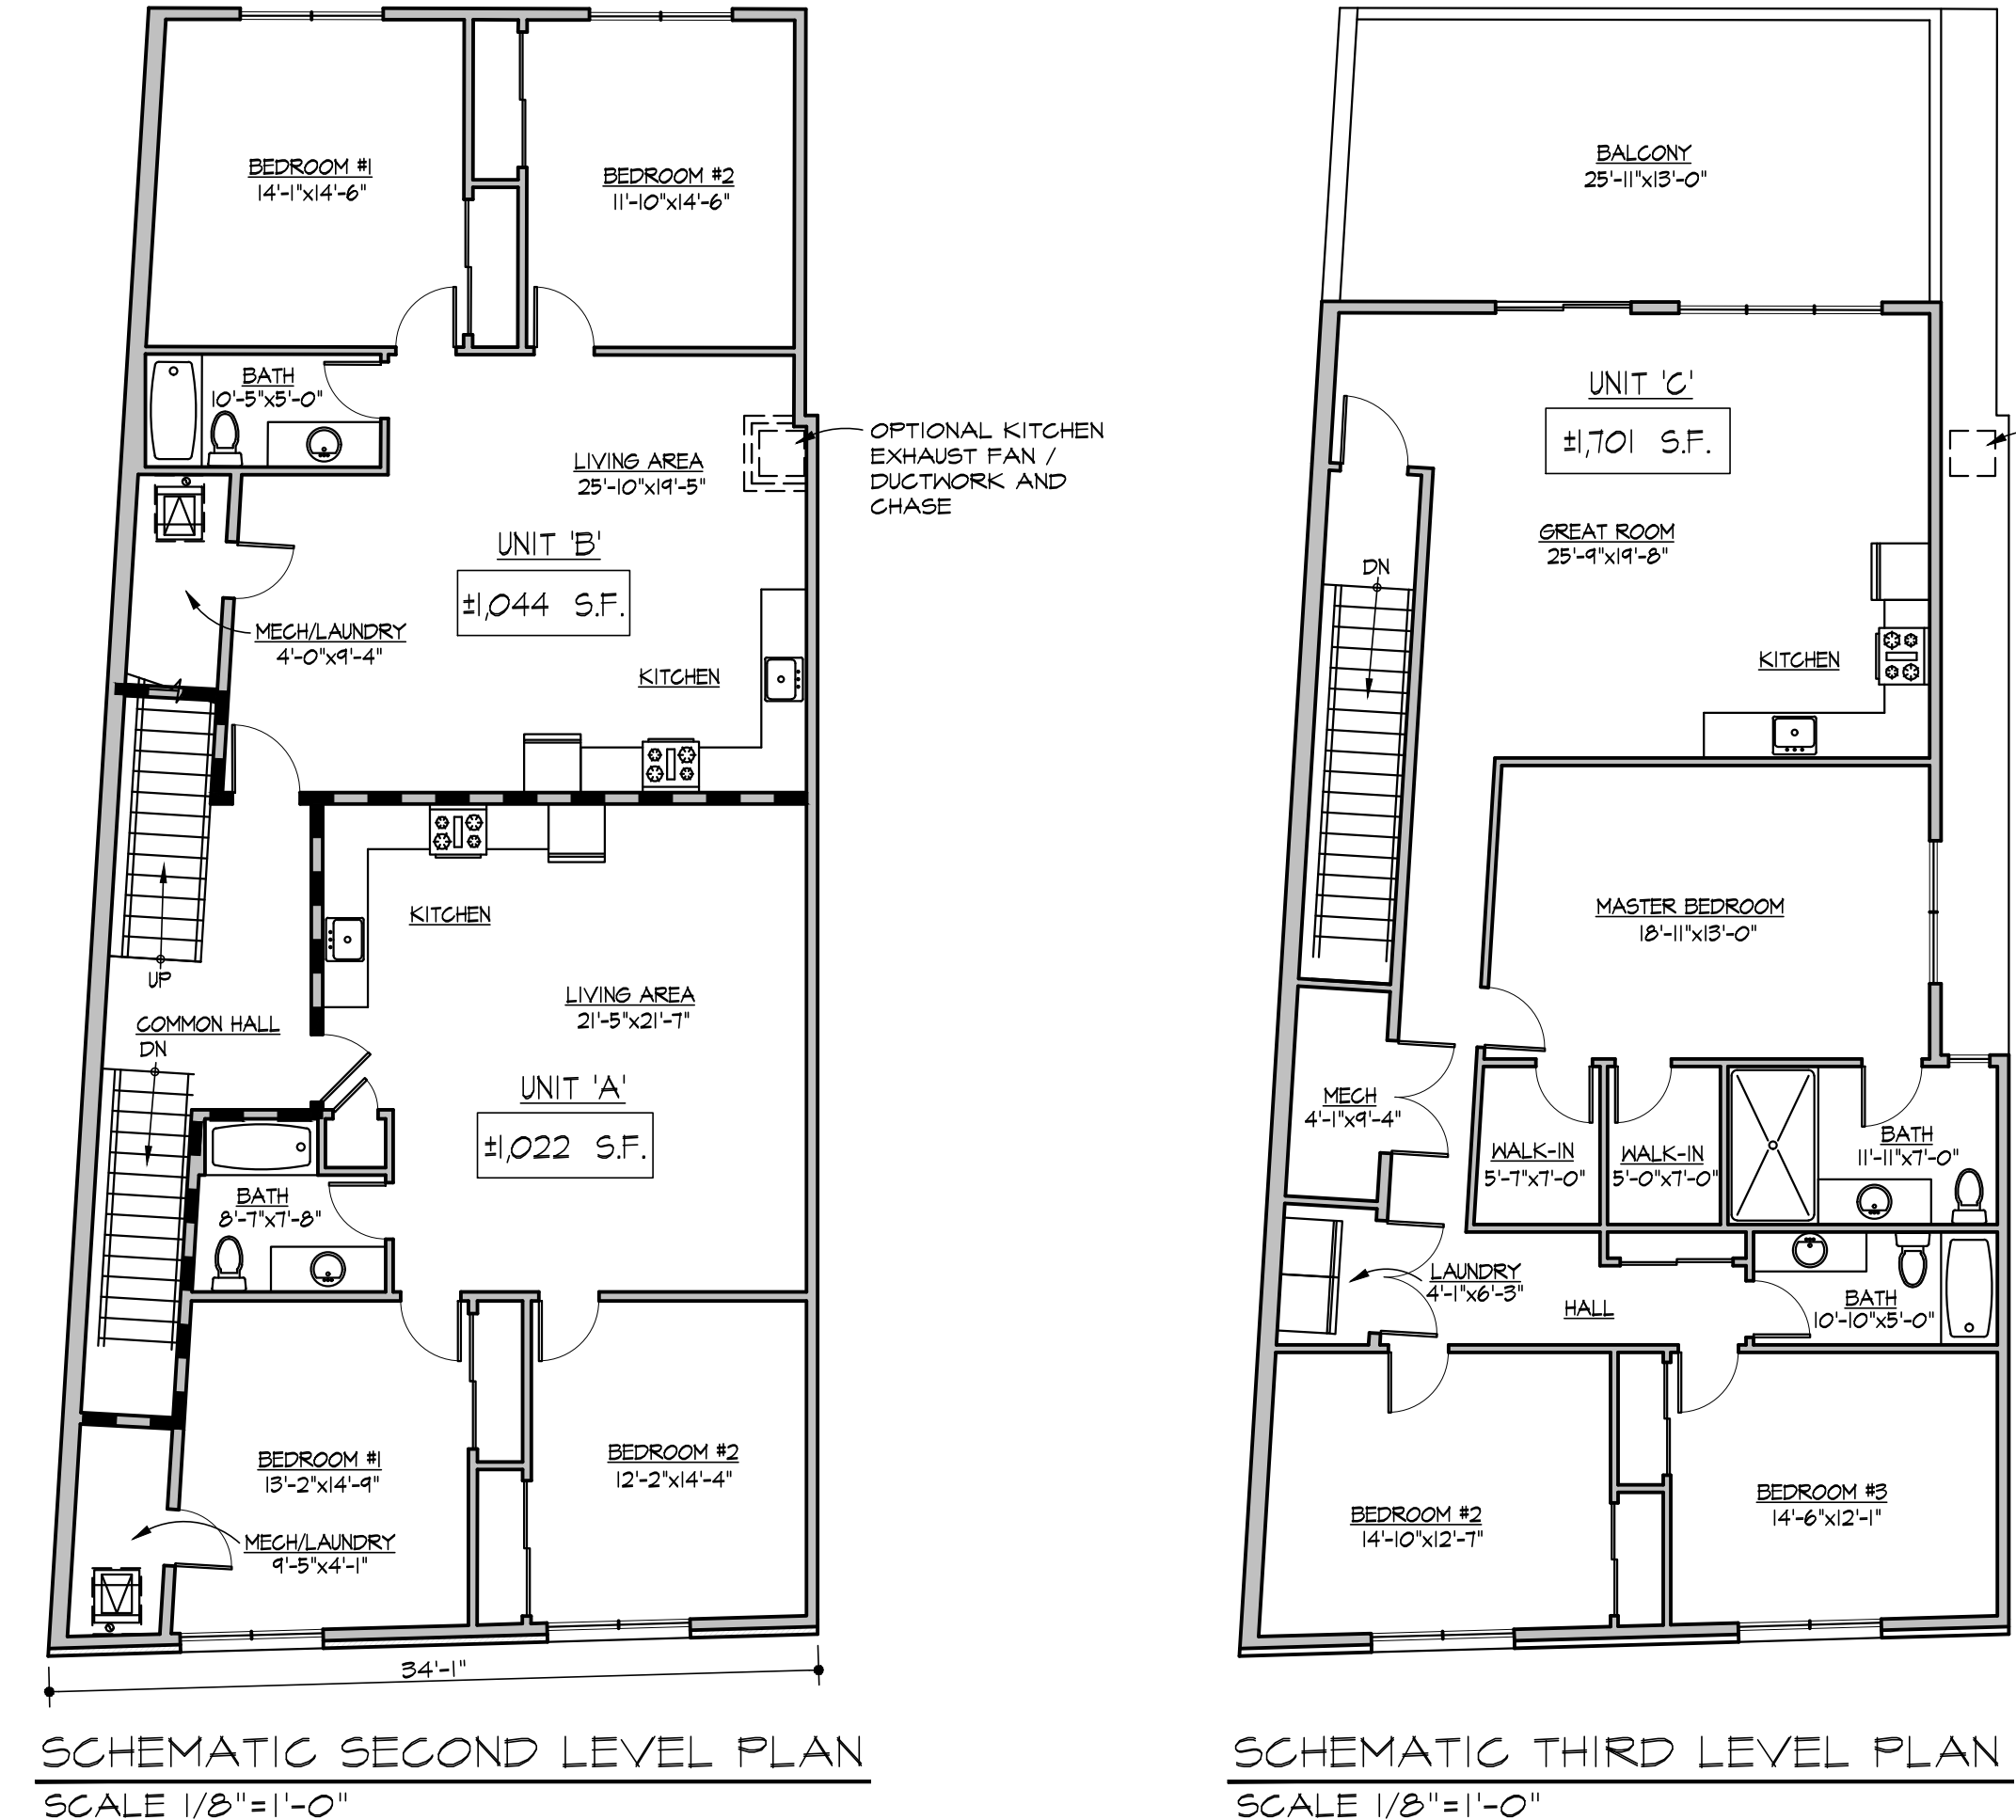 BEDROOM #1
14'-1"x14'-6"
BEDROOM #2
11'-10"x14'-6"
BATH
10'-5"x5'-0"
LIVING AREA
25'-10"x19'-5"
OPTIONAL KITCHEN
EXHAUST FAN /
DUCTWORK AND
CHASE
UNIT 'B'
±1,044 S.F.
MECH/LAUNDRY
4'-0"x9'-4"
KITCHEN
KITCHEN
UP
LIVING AREA
21'-5"x21'-7"
COMMON HALL
DN
UNIT 'A'
±1,022 S.F.
BATH
8'-7"x7'-8"
BEDROOM #1
13'-2"x14'-9"
BEDROOM #2
12'-2"x14'-4"
MECH/LAUNDRY
9'-5"x4'-1"
34'-1"
SCHEMATIC SECOND LEVEL PLAN
SCALE 1/8"=1'-0"
BALCONY
25'-11"x13'-0"
UNIT 'C'
±1,701 S.F.
GREAT ROOM
25'-9"x19'-8"
DN
KITCHEN
MASTER BEDROOM
18'-11"x13'-0"
MECH
4'-1"x9'-4"
WALK-IN
5'-7"x7'-0"
WALK-IN
5'-0"x7'-0"
BATH
11'-11"x7'-0"
LAUNDRY
4'-1"x6'-3"
HALL
BATH
10'-10"x5'-0"
BEDROOM #2
14'-10"x12'-7"
BEDROOM #3
14'-6"x12'-1"
SCHEMATIC THIRD LEVEL PLAN
SCALE 1/8"=1'-0"